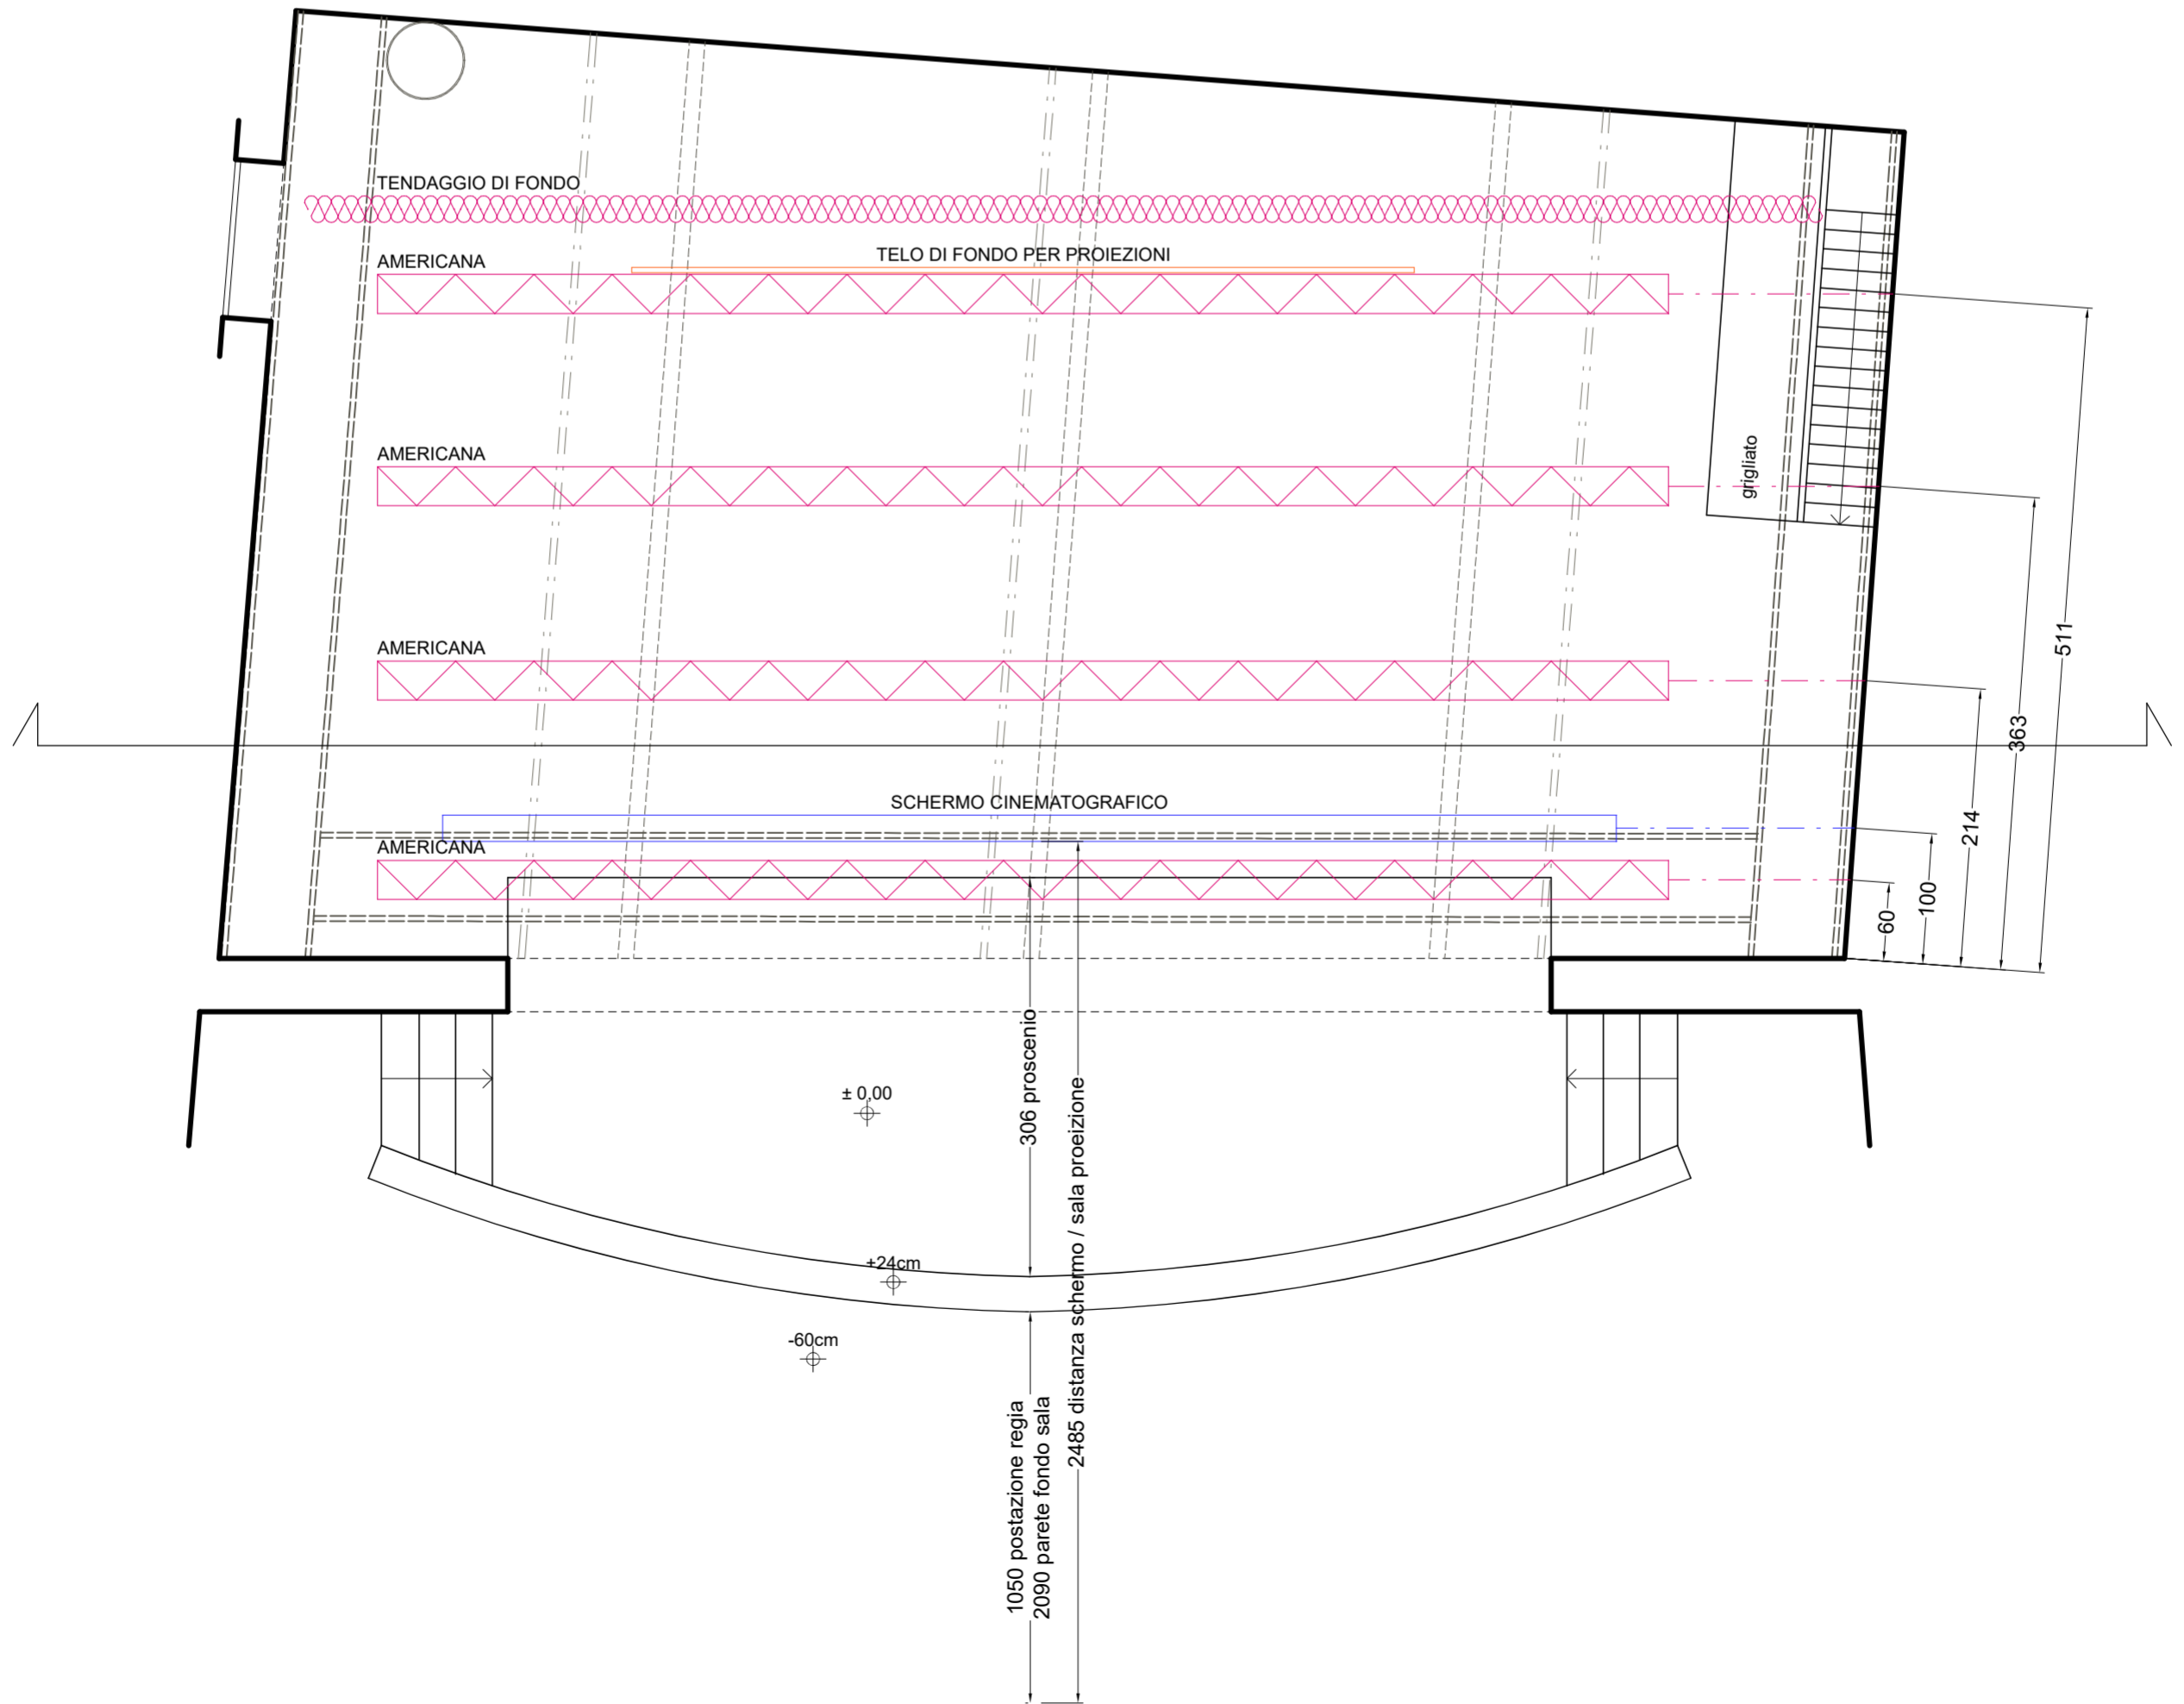 TENDAGGIO DI FONDO
TELO DI FONDO PER PROIEZIONI
AMERICANA
AMERICANA
grigliato
AMERICANA
SCHERMO CINEMATOGRAFICO
AMERICANA
60
100
214
363
511
306 proscenio
2485 distanza schermo / sala proeizione
± 0,00
+24cm
-60cm
1050 postazione regia
2090 parete fondo sala